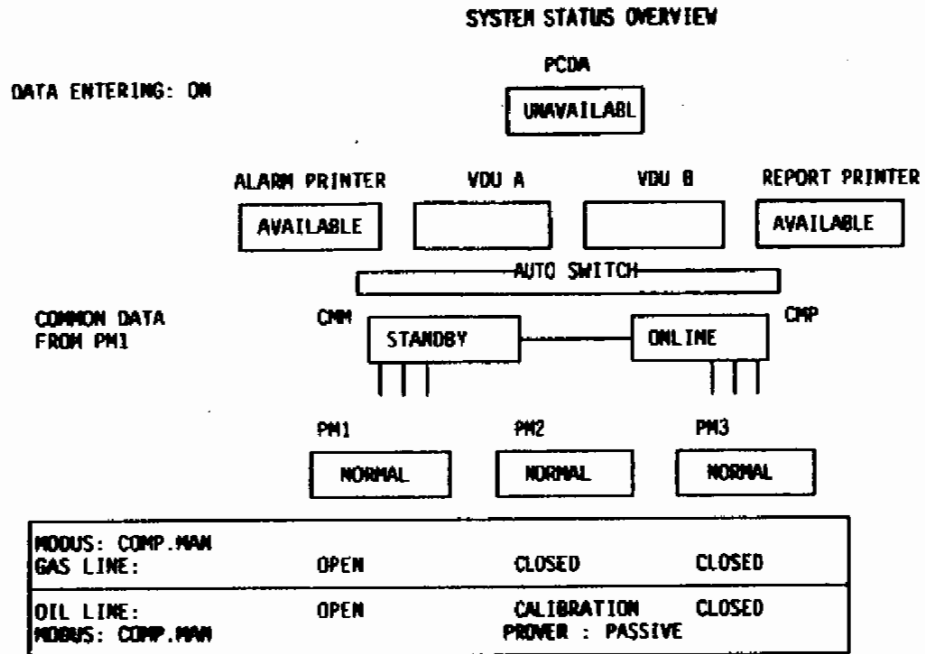 SYSTEM STATUS OVERVIEW
PCDA
DATA ENTERING: ON
UNAVAILABL
ALARM PRINTER VDU A VDU B REPORT PRINTER
AVAILABLE AVAILABLE
AUTO SWITCH
COMMON DATA CMM CMP
FROM PM1 STANDBY ONLINE
PM1 PM2 PM3
NORMAL NORMAL NORMAL
MODUS: COMP.MAN
GAS LINE: OPEN CLOSED CLOSED
OIL LINE: OPEN CALIBRATION CLOSED
MODUS: COMP.MAN PROVER : PASSIVE